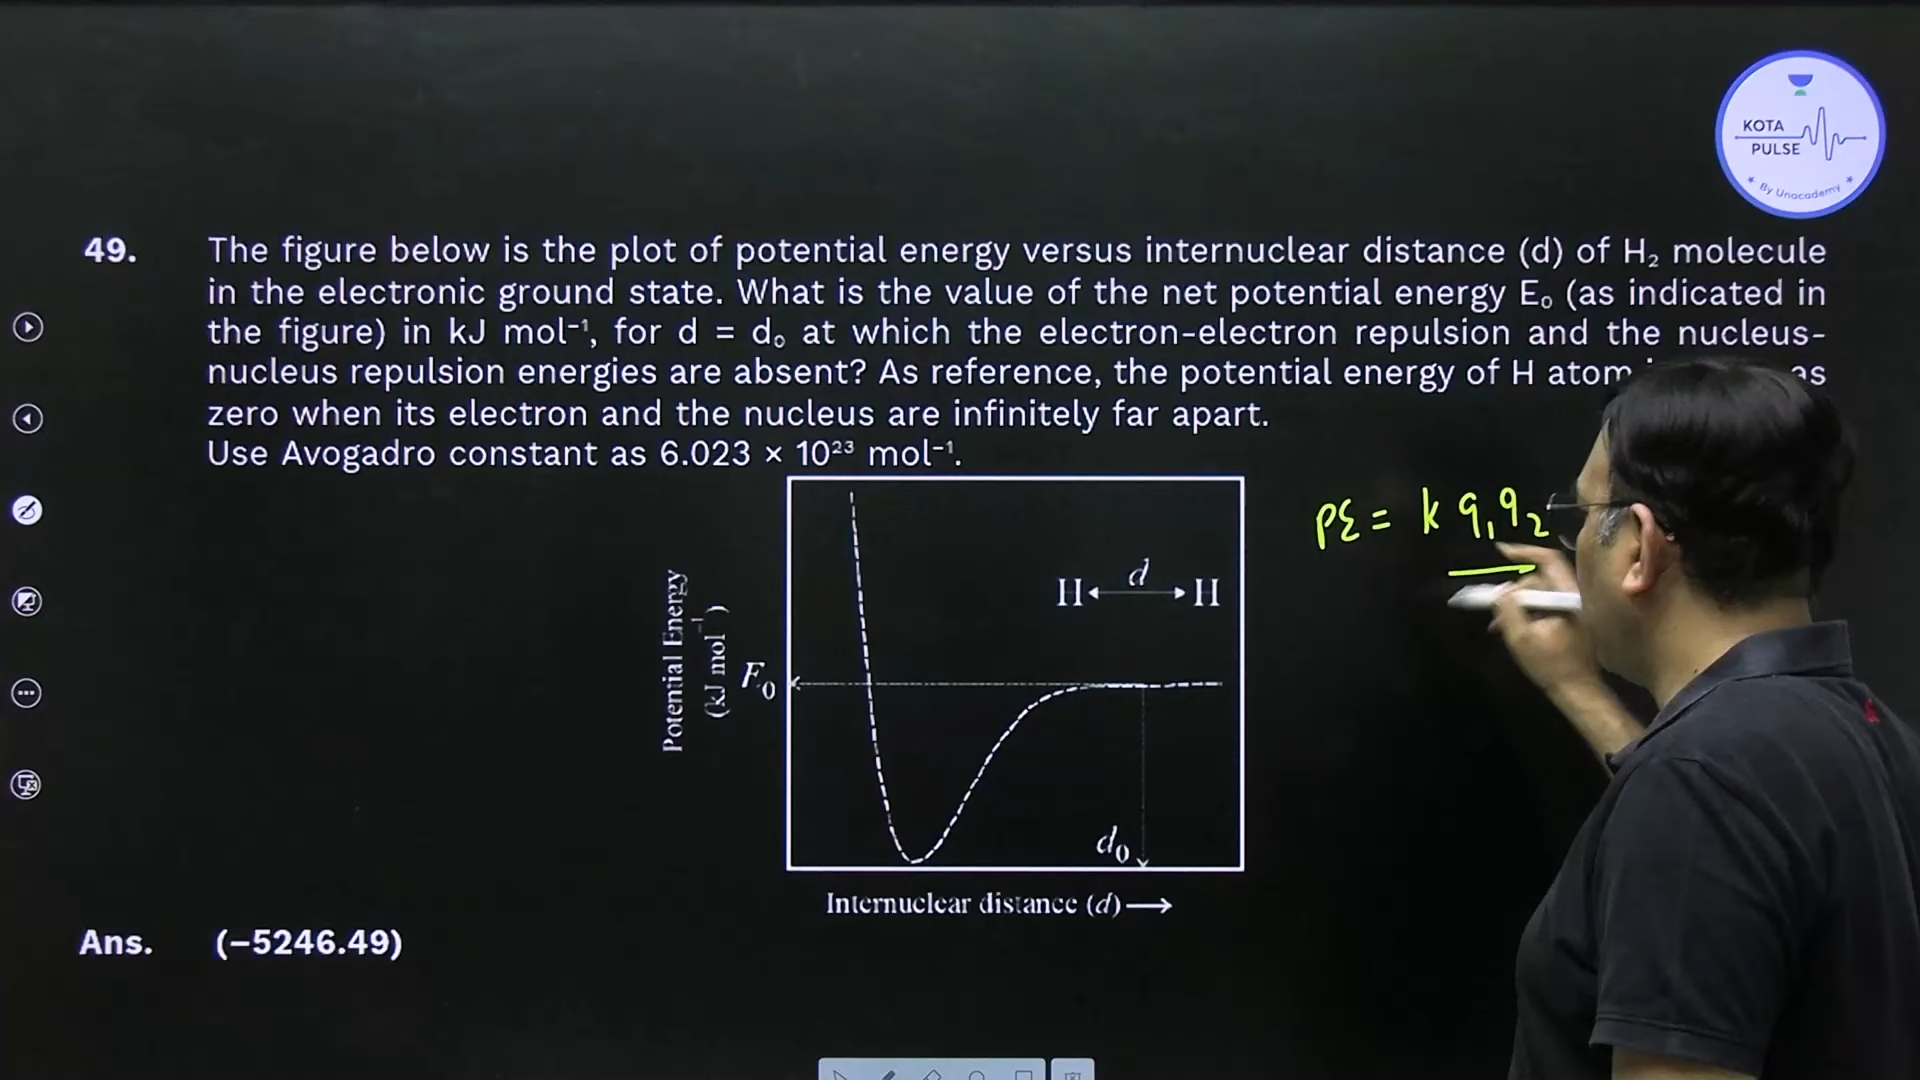 KOTA
PULSE
★ By Unacademy ★
49. The figure below is the plot of potential energy versus internuclear distance (d) of H₂ molecule
in the electronic ground state. What is the value of the net potential energy E₀ (as indicated in
the figure) in kJ mol⁻¹, for d = d₀ at which the electron-electron repulsion and the nucleus-
nucleus repulsion energies are absent? As reference, the potential energy of H atom as
zero when its electron and the nucleus are infinitely far apart.
Use Avogadro constant as 6.023 × 10²³ mol⁻¹.
PE = k q₁q₂
H d H
Potential Energy
(kJ mol⁻¹)
E₀
d₀
Internuclear distance (d) →
Ans. (–5246.49)